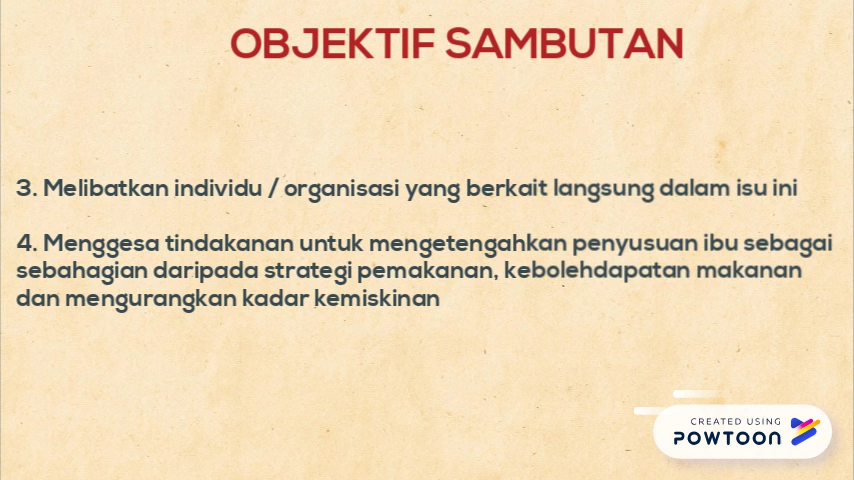 OBJEKTIF SAMBUTAN
3. Melibatkan individu / organisasi yang berkait langsung dalam isu ini
4. Menggesa tindakanan untuk mengetengahkan penyusuan ibu sebagai
sebahagian daripada strategi pemakanan, kebolehdapatan makanan
dan mengurangkan kadar kemiskinan
CREATED USING
POWTOON